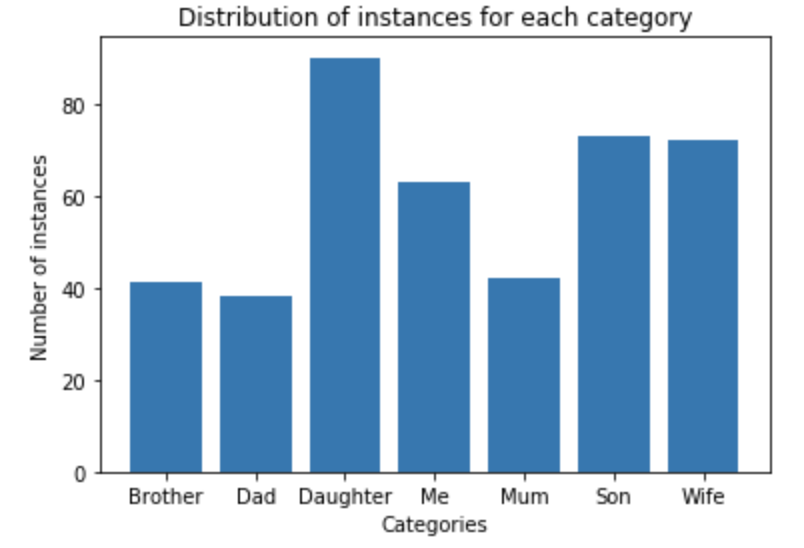 Distribution of instances for each category
Number of instances
80
60
40
20
0
Brother Dad Daughter Me Mum Son Wife
Categories